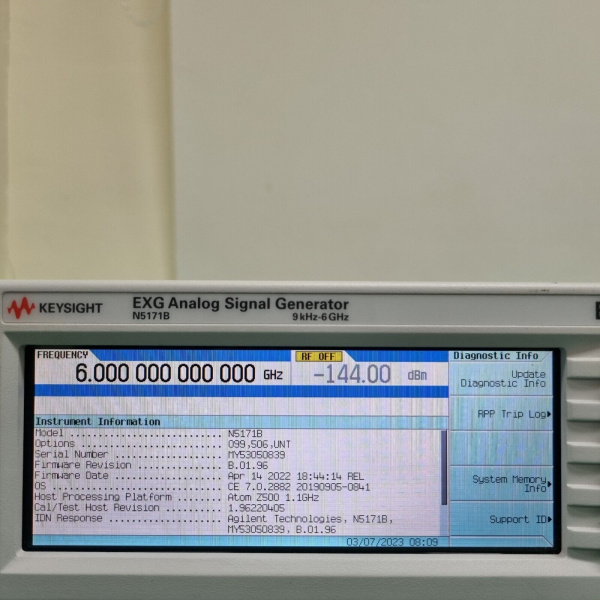 KEYSIGHT
EXG Analog Signal Generator
N5171B 9 kHz-6 GHz
FREQUENCY
6.000 000 000 000 GHz
RF OFF
-144.00 dBm
Instrument Information
Model ...................... N5171B
Options .................... 099,506,UNT
Serial Number .............. MY53050839
Firmware Revision .......... B.01.96
Firmware Date .............. Apr 14 2022 18:44:14 REL
OS ......................... CE 7.0.2882 20190905-0841
Host Processing Platform ... Atom Z500 1.1GHz
Cal/Test Host Revision ..... 1.96220405
IDN Response ............... Agilent Technologies, N5171B,
MY53050839, B.01.96
03/07/2023 08:09
Diagnostic Info
Update
Diagnostic Info
RPP Trip Log
System Memory
Info
Support ID